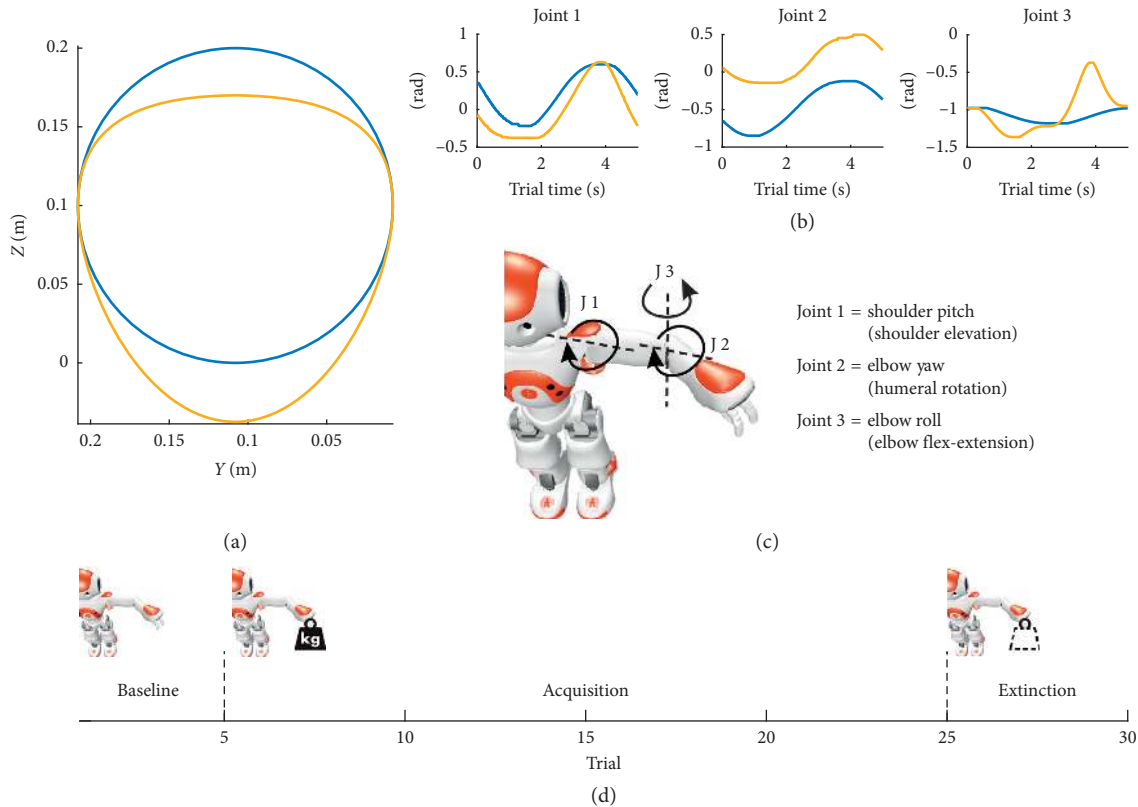 0.2
0.15
0.1
0.05
0
Z (m)
0.2
0.15
0.1
0.05
Y (m)
(a)
Joint 1
1
0.5
0
−0.5
(rad)
0
2
4
Trial time (s)
Joint 2
0.5
0
−0.5
−1
(rad)
0
2
4
Trial time (s)
Joint 3
0
−0.5
−1
−1.5
(rad)
0
2
4
Trial time (s)
(b)
J 1
J 3
J 2
Joint 1 = shoulder pitch
(shoulder elevation)
Joint 2 = elbow yaw
(humeral rotation)
Joint 3 = elbow roll
(elbow flex-extension)
(c)
kg
Baseline
Acquisition
Extinction
5
10
15
20
25
30
Trial
(d)